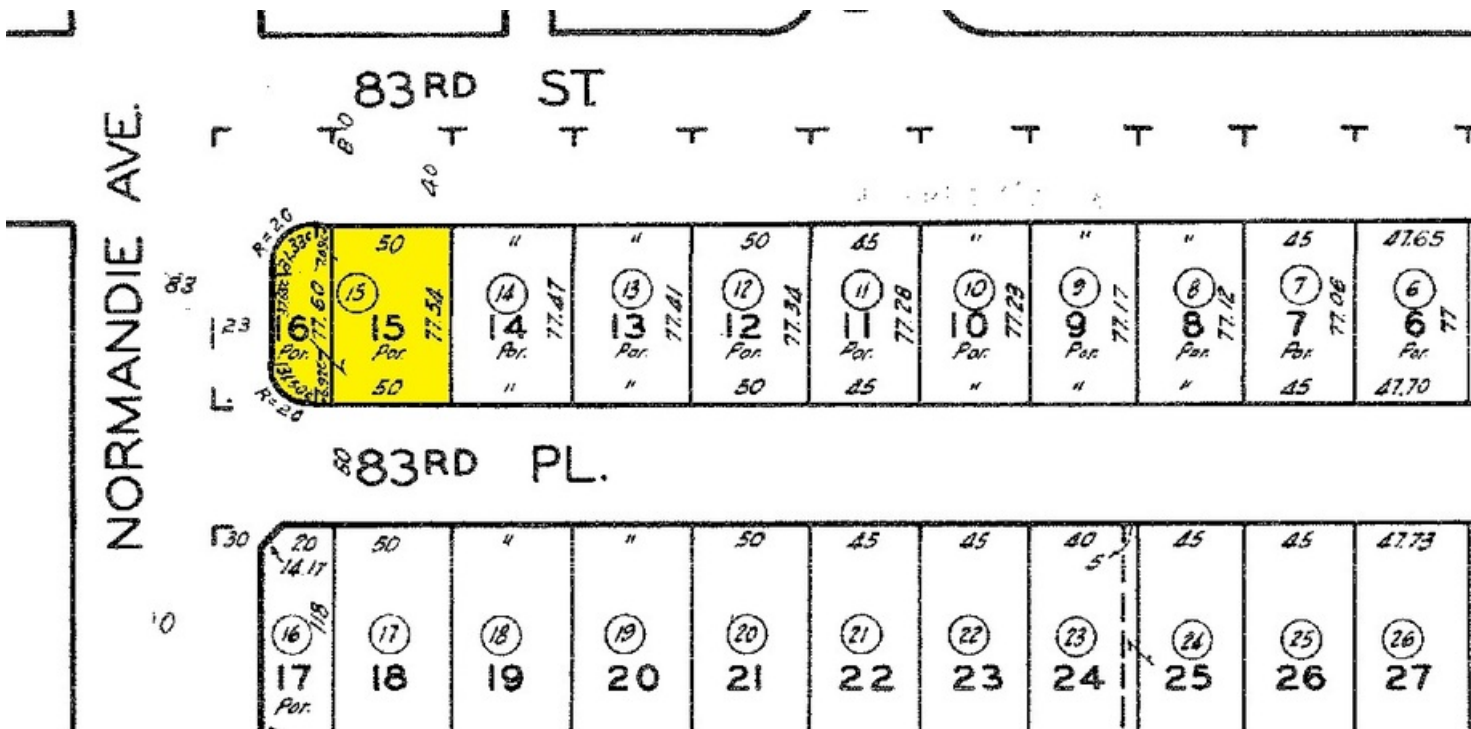 83RD ST.
NORMANDIE AVE.
80
40
R=20
50 " " 50 45 " " " 45 47.65
15 14 13 12 11 10 9 8 7 6
77.60 77.54 77.47 77.41 77.34 77.28 77.23 77.17 77.12 77.06 77
16 15 14 13 12 11 10 9 8 7 6
Por. Por. Por. Por. Por. Por. Por. Por. Por. Por. Por.
50 " " 50 45 " " " 45 47.70
R=20
83
23
60
83RD PL.
30
20 50 " " 50 45 45 40 5 45 45 47.73
14.17
10
118
16 17 18 19 20 21 22 23 24 25 26
17 18 19 20 21 22 23 24 25 26 27
Por.